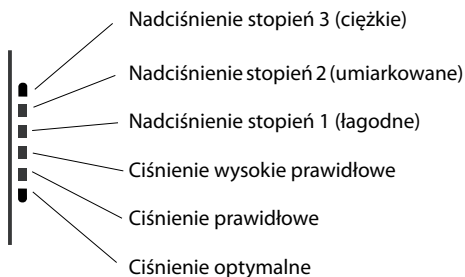 Nadciśnienie stopień 3 (ciężkie)
Nadciśnienie stopień 2 (umiarkowane)
Nadciśnienie stopień 1 (łagodne)
Ciśnienie wysokie prawidłowe
Ciśnienie prawidłowe
Ciśnienie optymalne